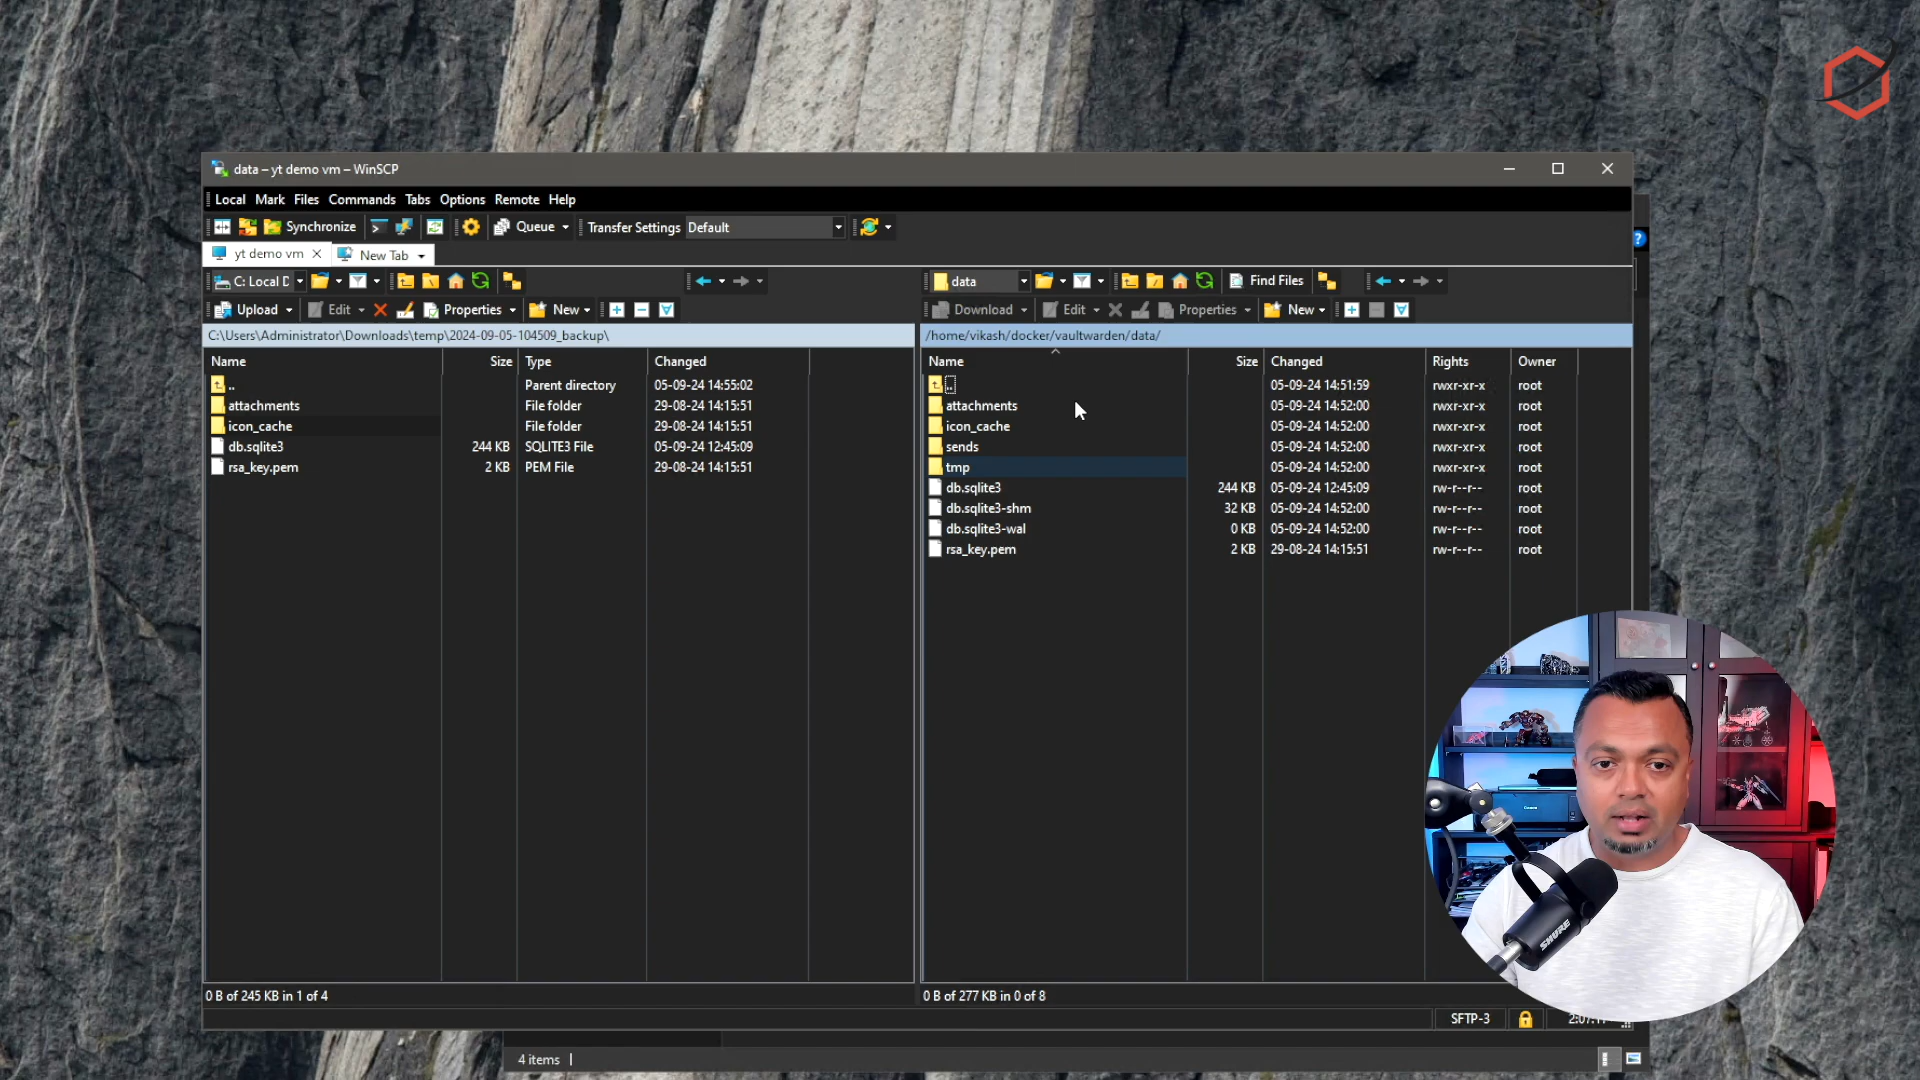 data – yt demo vm – WinSCP
Local Mark Files Commands Tabs Options Remote Help
Synchronize Queue Transfer Settings Default
yt demo vm New Tab
C: Local data Find Files
Upload Edit Properties New Download Edit Properties New
C:\Users\Administrator\Downloads\temp\2024-09-05-104509_backup\ /home/vikash/docker/vaultwarden/data/
Name Size Type Changed Name Size Changed Rights Owner
.. Parent directory 05-09-24 14:55:02 .. 05-09-24 14:51:59 rwxr-xr-x root
attachments File folder 29-08-24 14:15:51 attachments 05-09-24 14:52:00 rwxr-xr-x root
icon_cache File folder 29-08-24 14:15:51 icon_cache 05-09-24 14:52:00 rwxr-xr-x root
db.sqlite3 244 KB SQLITE3 File 05-09-24 12:45:09 sends 05-09-24 14:52:00 rwxr-xr-x root
rsa_key.pem 2 KB PEM File 29-08-24 14:15:51 tmp 05-09-24 14:52:00 rwxr-xr-x root
db.sqlite3 244 KB 05-09-24 12:45:09 rw-r--r-- root
db.sqlite3-shm 32 KB 05-09-24 14:52:00 rw-r--r-- root
db.sqlite3-wal 0 KB 05-09-24 14:52:00 rw-r--r-- root
rsa_key.pem 2 KB 29-08-24 14:15:51 rw-r--r-- root
SHURE
0 B of 245 KB in 1 of 4 0 B of 277 KB in 0 of 8
SFTP-3
4 items